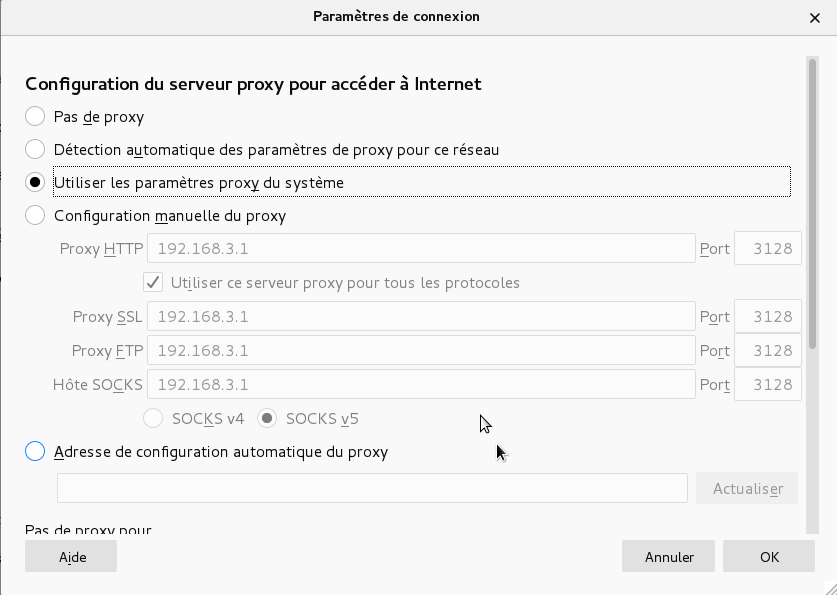 Paramètres de connexion
Configuration du serveur proxy pour accéder à Internet
Pas de proxy
Détection automatique des paramètres de proxy pour ce réseau
Utiliser les paramètres proxy du système
Configuration manuelle du proxy
Proxy HTTP 192.168.3.1 Port 3128
Utiliser ce serveur proxy pour tous les protocoles
Proxy SSL 192.168.3.1 Port 3128
Proxy FTP 192.168.3.1 Port 3128
Hôte SOCKS 192.168.3.1 Port 3128
SOCKS v4 SOCKS v5
Adresse de configuration automatique du proxy
Actualiser
Pas de proxy pour
Aide Annuler OK